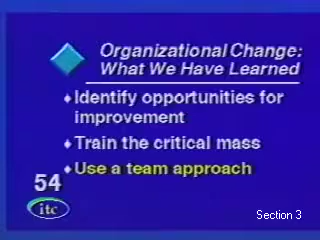 Organizational Change:
What We Have Learned
♦ Identify opportunities for
improvement
♦ Train the critical mass
♦ Use a team approach
54
itc
Section 3